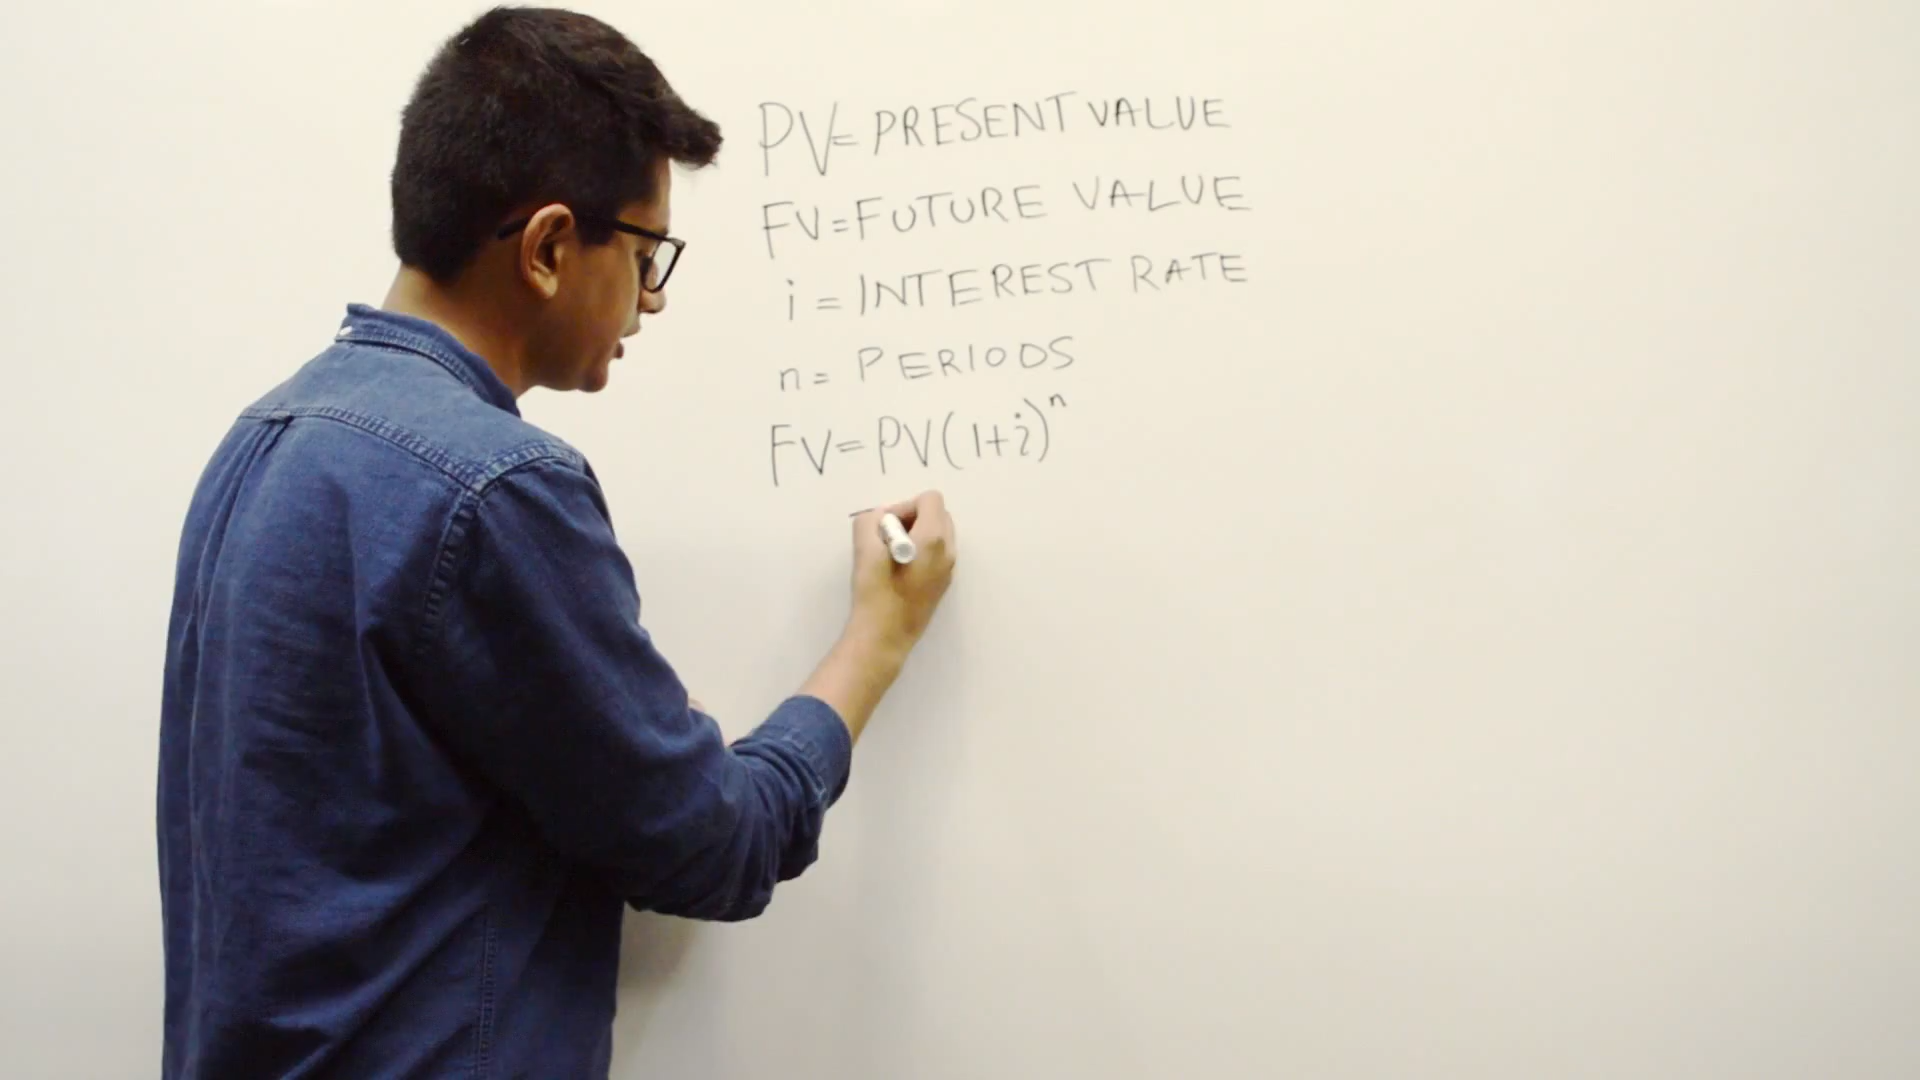 PV= PRESENT VALUE
FV=FUTURE VALUE
i = INTEREST RATE
n= PERIODS
FV=PV(1+i)ⁿ